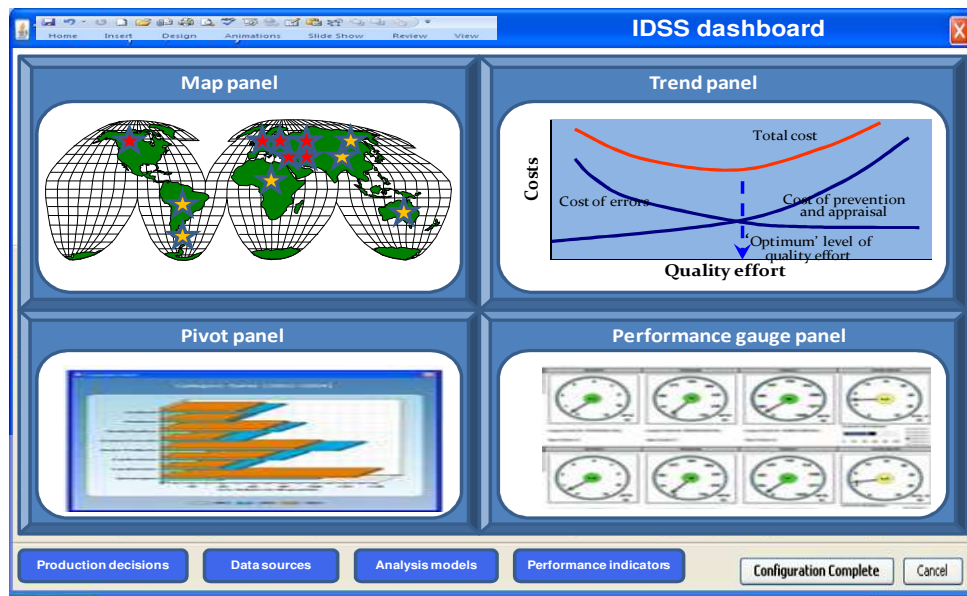 IDSS dashboard
Home Insert Design Animations Slide Show Review View
Map panel
Trend panel
Costs
Total cost
Cost of errors
Cost of prevention
and appraisal
‘Optimum’ level of
quality effort
Quality effort
Pivot panel
Performance gauge panel
Production decisions
Data sources
Analysis models
Performance indicators
Configuration Complete
Cancel